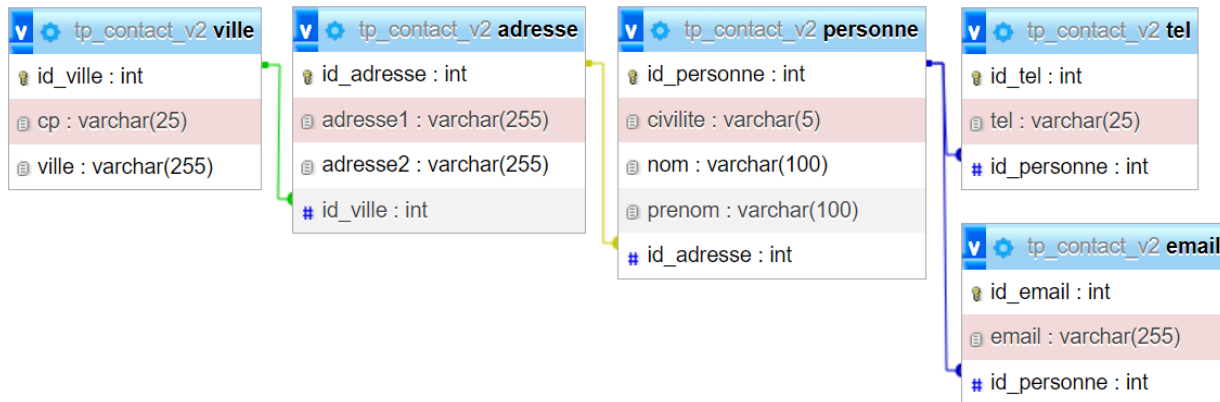 v tp_contact_v2 ville
id_ville : int
cp : varchar(25)
ville : varchar(255)
v tp_contact_v2 adresse
id_adresse : int
adresse1 : varchar(255)
adresse2 : varchar(255)
# id_ville : int
v tp_contact_v2 personne
id_personne : int
civilite : varchar(5)
nom : varchar(100)
prenom : varchar(100)
# id_adresse : int
v tp_contact_v2 tel
id_tel : int
tel : varchar(25)
# id_personne : int
v tp_contact_v2 email
id_email : int
email : varchar(255)
# id_personne : int